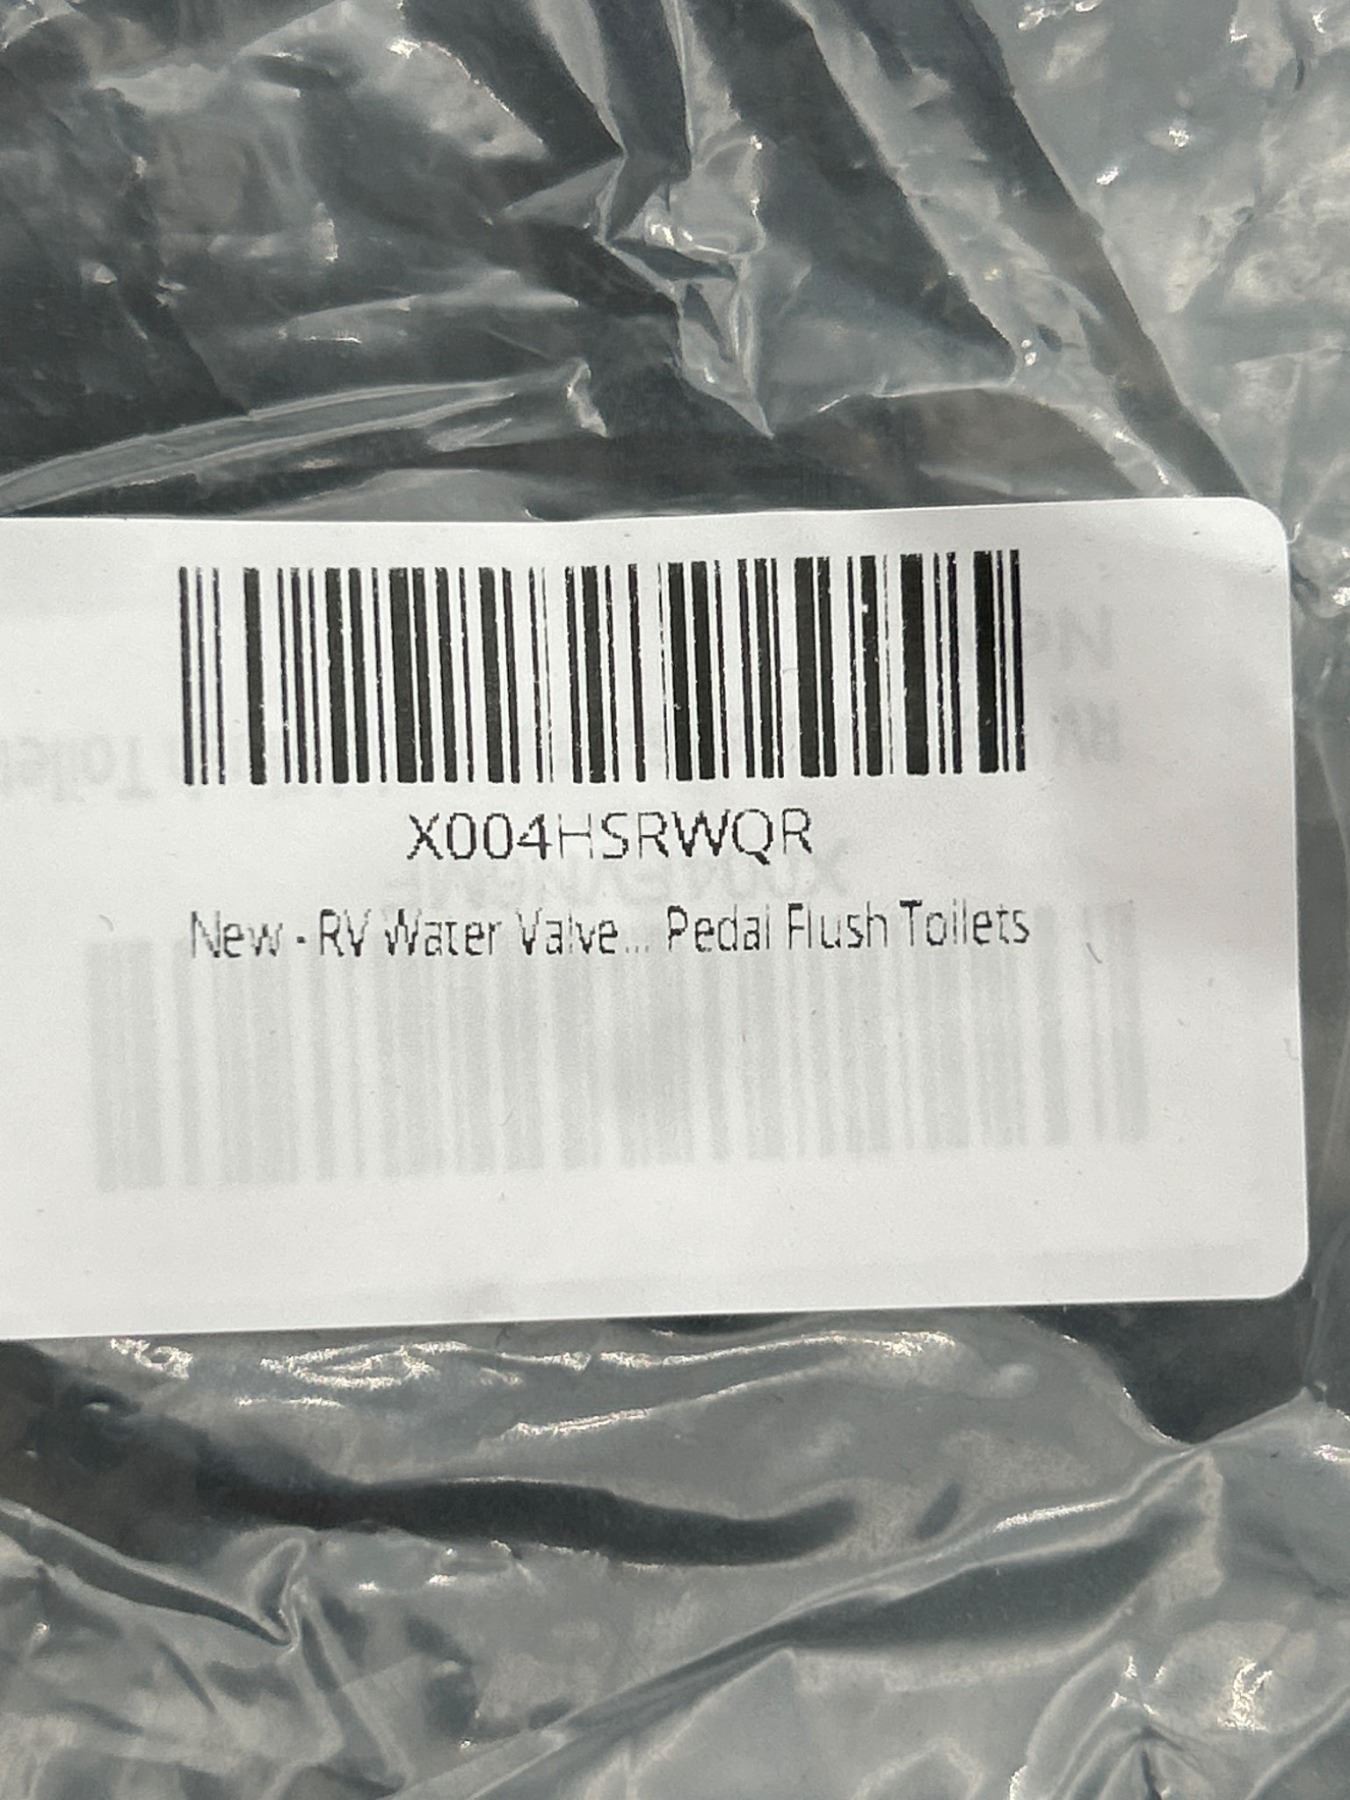 X004HSRWQR
New - RV Water Valve... Pedal Flush Toilets